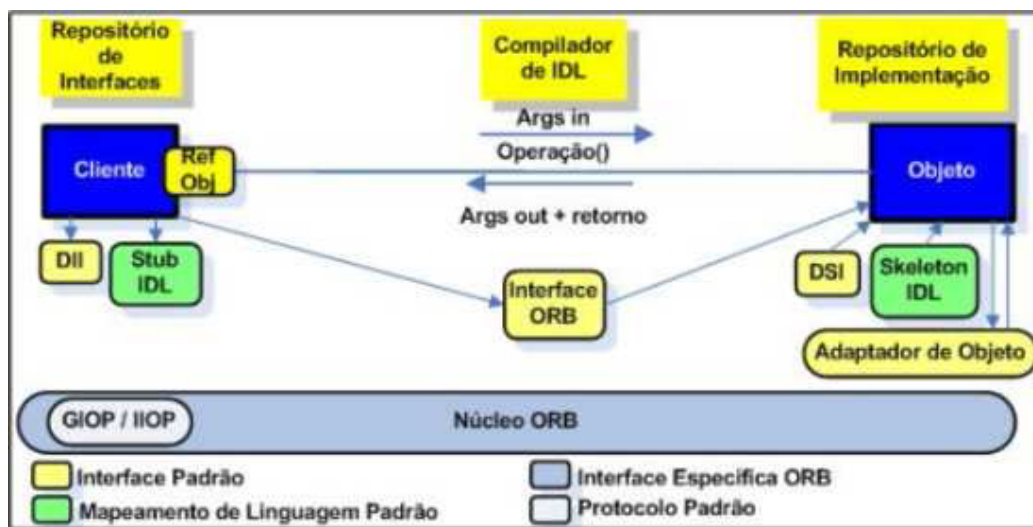 Repositório
de
Interfaces
Compilador
de IDL
Repositório de
Implementação
Args in
Cliente
Ref
Obj
Operação()
Objeto
Args out + retorno
DII
Stub
IDL
Interface
ORB
DSI
Skeleton
IDL
Adaptador de Objeto
GIOP / IIOP
Núcleo ORB
Interface Padrão
Interface Específica ORB
Mapeamento de Linguagem Padrão
Protocolo Padrão